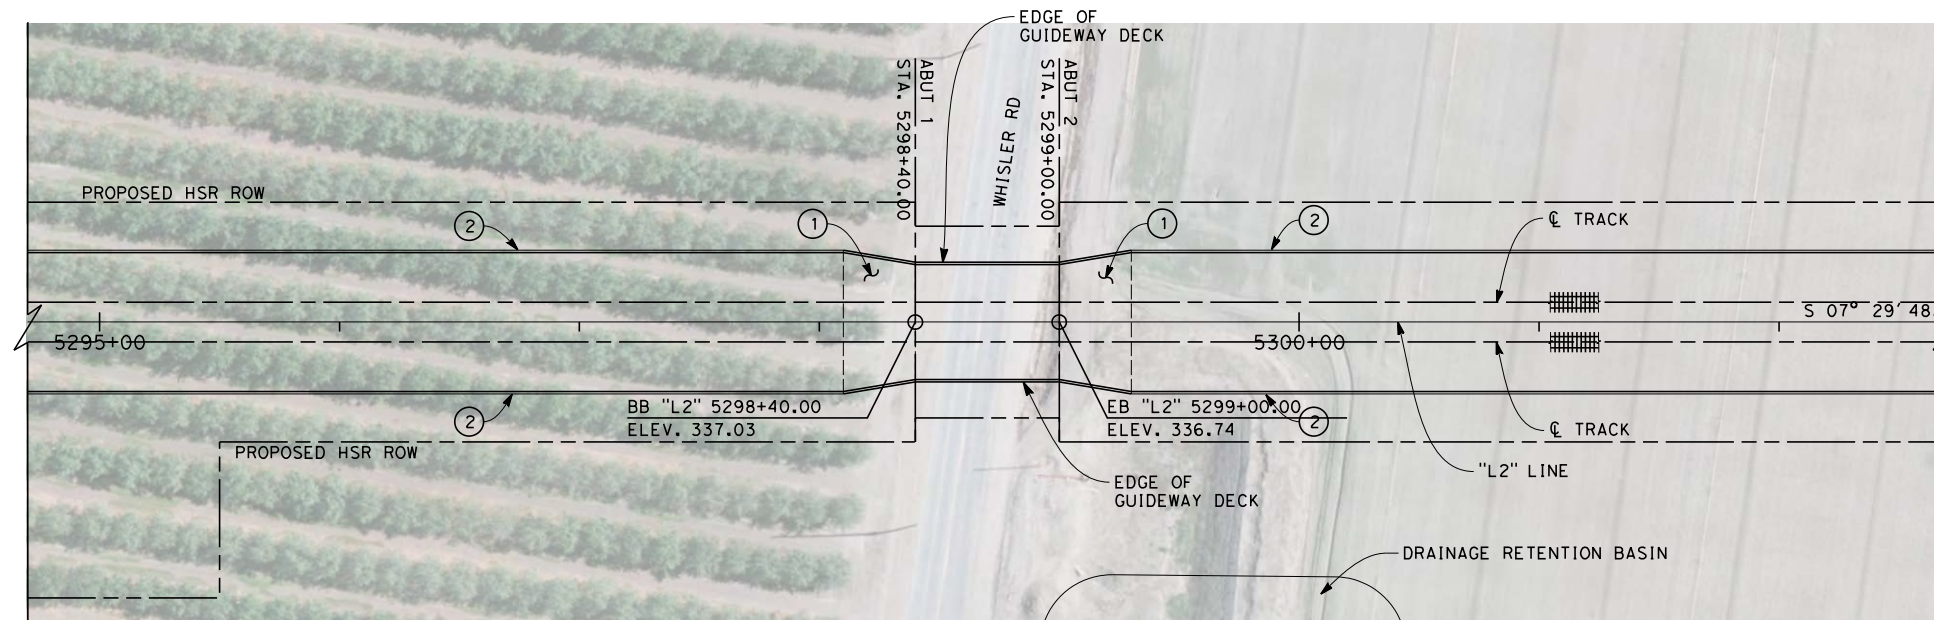 EDGE OF
GUIDEWAY DECK
ABUT 1
STA. 5298+40.00
ABUT 2
STA. 5299+00.00
WHISLER RD
PROPOSED HSR ROW
2
1
1
2
℄ TRACK
S 07° 29' 48
5295+00
5300+00
2
BB "L2" 5298+40.00
ELEV. 337.03
EB "L2" 5299+00.00
ELEV. 336.74
2
℄ TRACK
PROPOSED HSR ROW
"L2" LINE
EDGE OF
GUIDEWAY DECK
DRAINAGE RETENTION BASIN